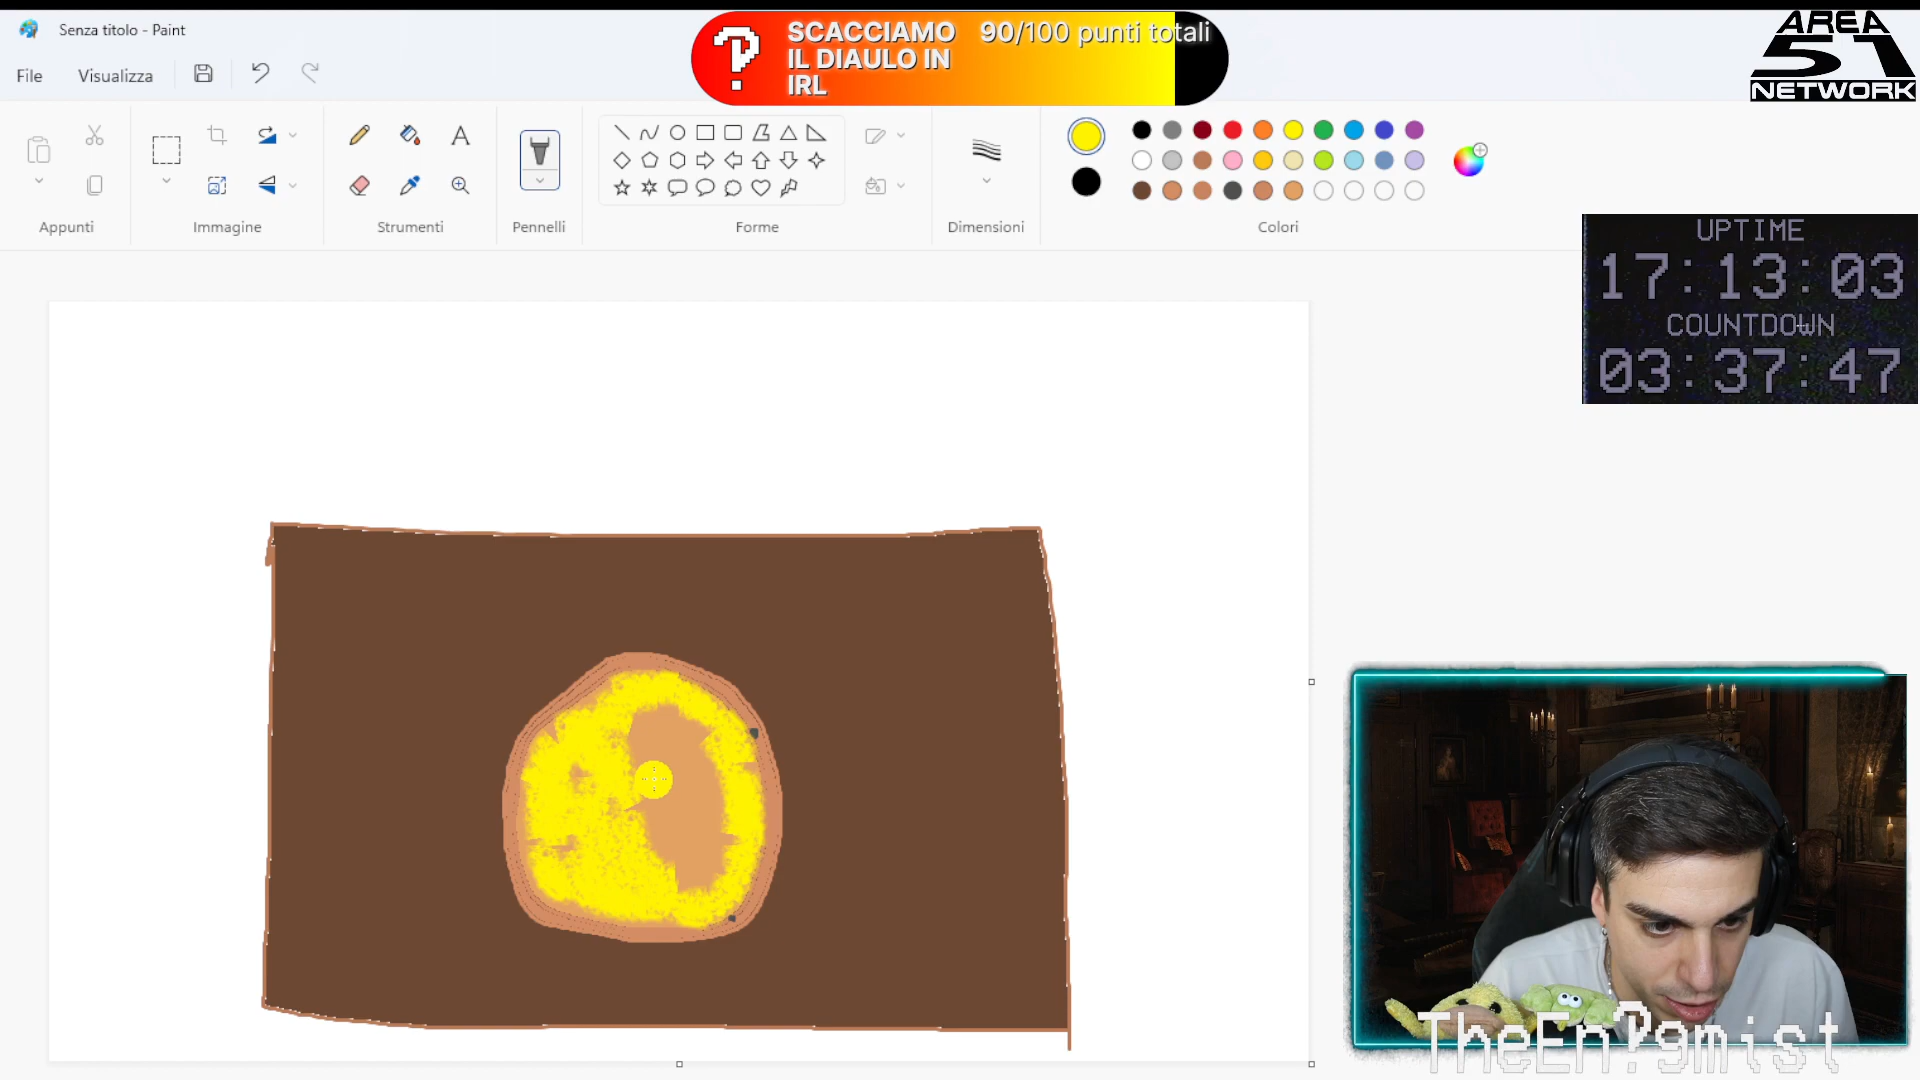 Senza titolo - Paint
File
Visualizza
SCACCIAMO
IL DIAULO IN
IRL
90/100 punti totali
AREA
51
NETWORK
Appunti
Immagine
Strumenti
Pennelli
Forme
Dimensioni
Colori
UPTIME
17:13:03
COUNTDOWN
03:37:47
TheEn?gmist